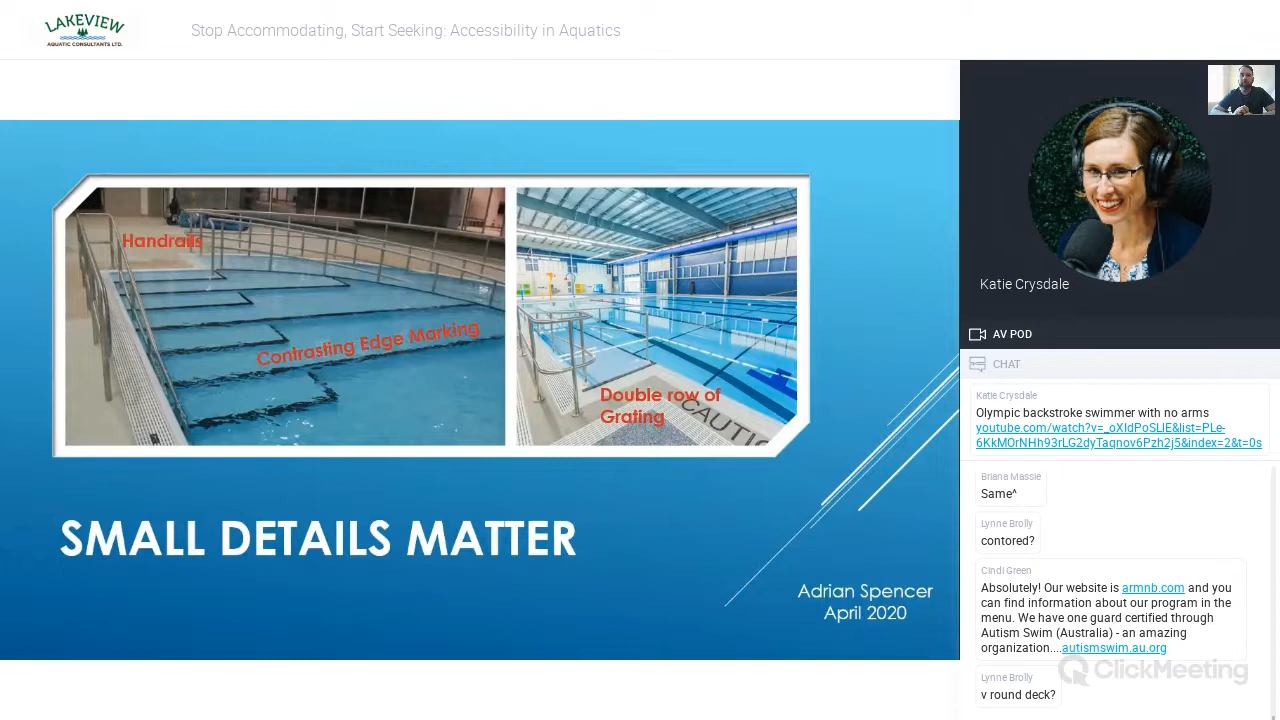 LAKEVIEW
AQUATIC CONSULTANTS LTD.
Stop Accommodating, Start Seeking: Accessibility in Aquatics
Handrails
Contrasting Edge Marking
Double row of
Grating
CAUTIO
SMALL DETAILS MATTER
Adrian Spencer
April 2020
Katie Crysdale
AV POD
CHAT
Katie Crysdale
Olympic backstroke swimmer with no arms
youtube.com/watch?v=_oXIdPoSLIE&list=PLe-
6KkMOrNHh93rLG2dyTaqnov6Pzh2j5&index=2&t=0s
Briana Massie
Same^
Lynne Brolly
contored?
Cindi Green
Absolutely! Our website is armnb.com and you
can find information about our program in the
menu. We have one guard certified through
Autism Swim (Australia) - an amazing
organization....autismswim.au.org
ClickMeeting
Lynne Brolly
v round deck?